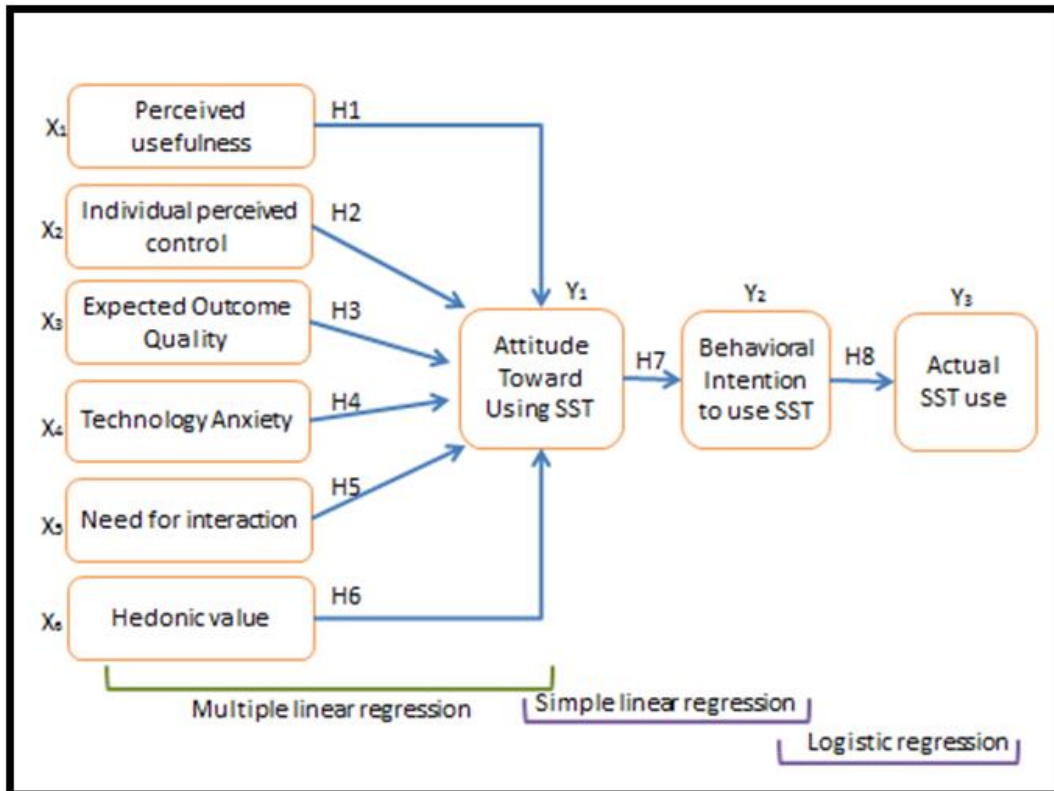 X₁
Perceived
usefulness
H1
X₂
Individual perceived
control
H2
X₃
Expected Outcome
Quality
H3
X₄
Technology Anxiety
H4
X₅
Need for interaction
H5
X₆
Hedonic value
H6
Y₁
Attitude
Toward
Using SST
H7
Y₂
Behavioral
Intention
to use SST
H8
Y₃
Actual
SST use
Multiple linear regression
Simple linear regression
Logistic regression